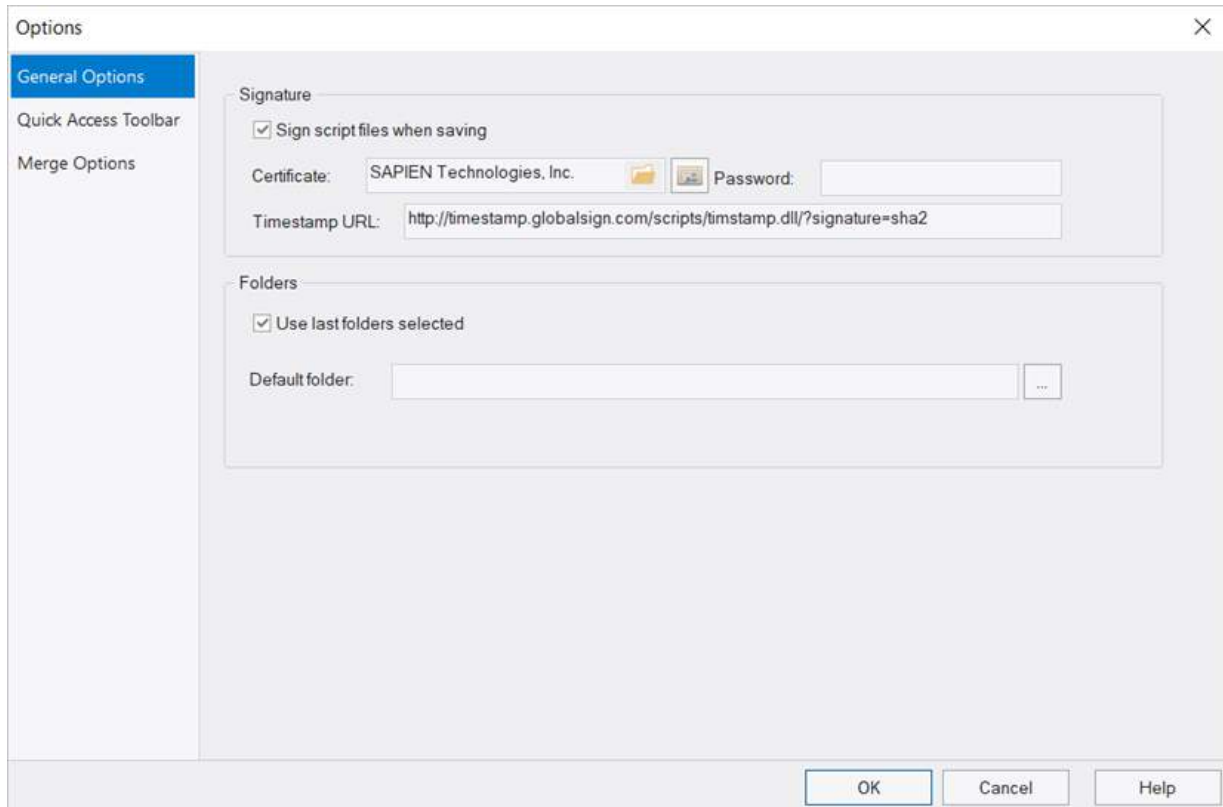 Options
General Options
Quick Access Toolbar
Merge Options
Signature
Sign script files when saving
Certificate: SAPIEN Technologies, Inc. Password:
Timestamp URL: http://timestamp.globalsign.com/scripts/timstamp.dll/?signature=sha2
Folders
Use last folders selected
Default folder: ...
OK Cancel Help